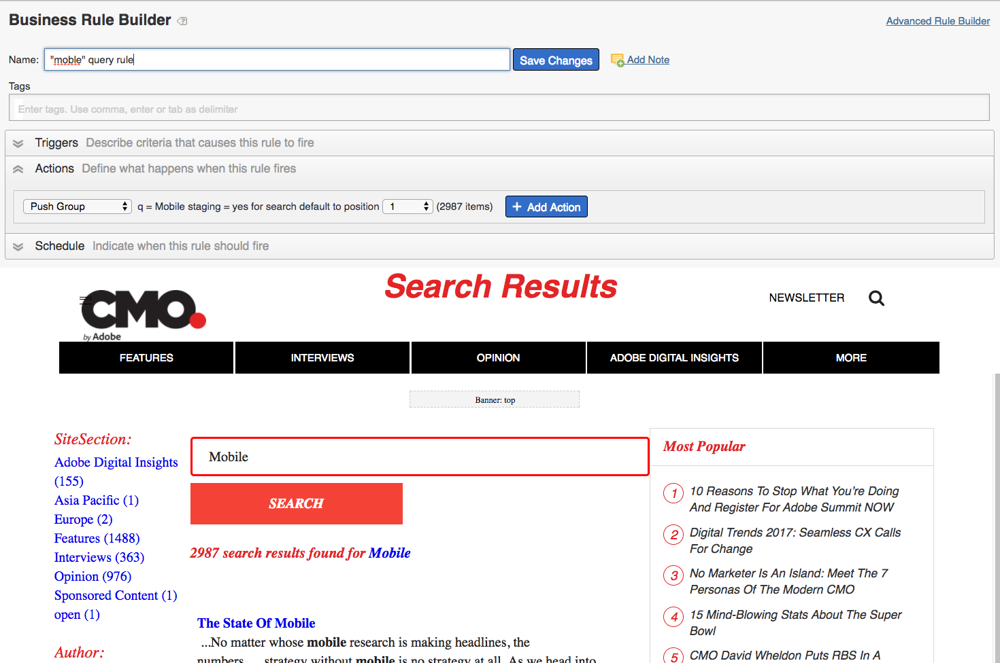 Business Rule Builder ?
Advanced Rule Builder
Name: "moble" query rule Save Changes Add Note
Tags
Enter tags. Use comma, enter or tab as delimiter
Triggers Describe criteria that causes this rule to fire
Actions Define what happens when this rule fires
Push Group q = Mobile staging = yes for search default to position 1 (2987 items) + Add Action
Schedule Indicate when this rule should fire
Search Results
CMO.
by Adobe
NEWSLETTER
FEATURES INTERVIEWS OPINION ADOBE DIGITAL INSIGHTS MORE
Banner: top
SiteSection:
Adobe Digital Insights
(155)
Asia Pacific (1)
Europe (2)
Features (1488)
Interviews (363)
Opinion (976)
Sponsored Content (1)
open (1)
Author:
Mobile
SEARCH
2987 search results found for Mobile
The State Of Mobile
...No matter whose mobile research is making headlines, the
numbers ... strategy without mobile is no strategy at all. As we head into
Most Popular
1 10 Reasons To Stop What You're Doing
And Register For Adobe Summit NOW
2 Digital Trends 2017: Seamless CX Calls
For Change
3 No Marketer Is An Island: Meet The 7
Personas Of The Modern CMO
4 15 Mind-Blowing Stats About The Super
Bowl
5 CMO David Wheldon Puts RBS In A